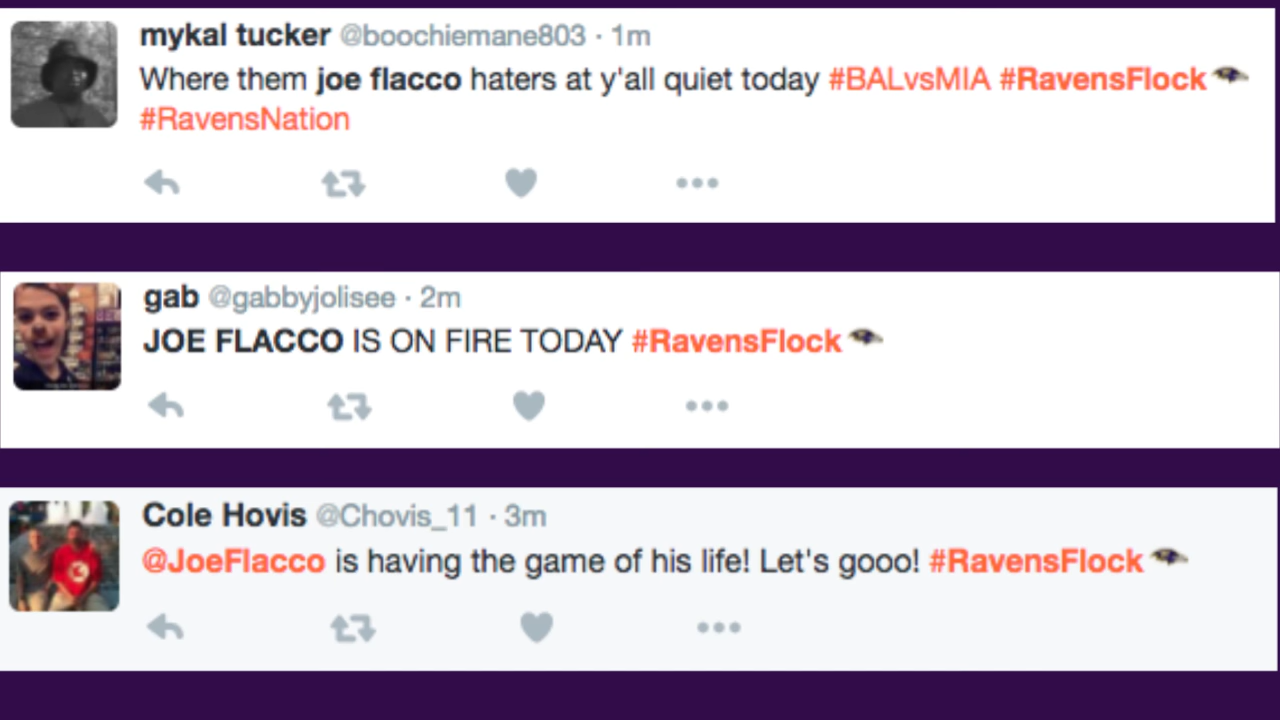 mykal tucker @boochiemane803 · 1m
Where them joe flacco haters at y'all quiet today #BALvsMIA #RavensFlock
#RavensNation
gab @gabbyjolisee · 2m
JOE FLACCO IS ON FIRE TODAY #RavensFlock
Cole Hovis @Chovis_11 · 3m
@JoeFlacco is having the game of his life! Let's gooo! #RavensFlock